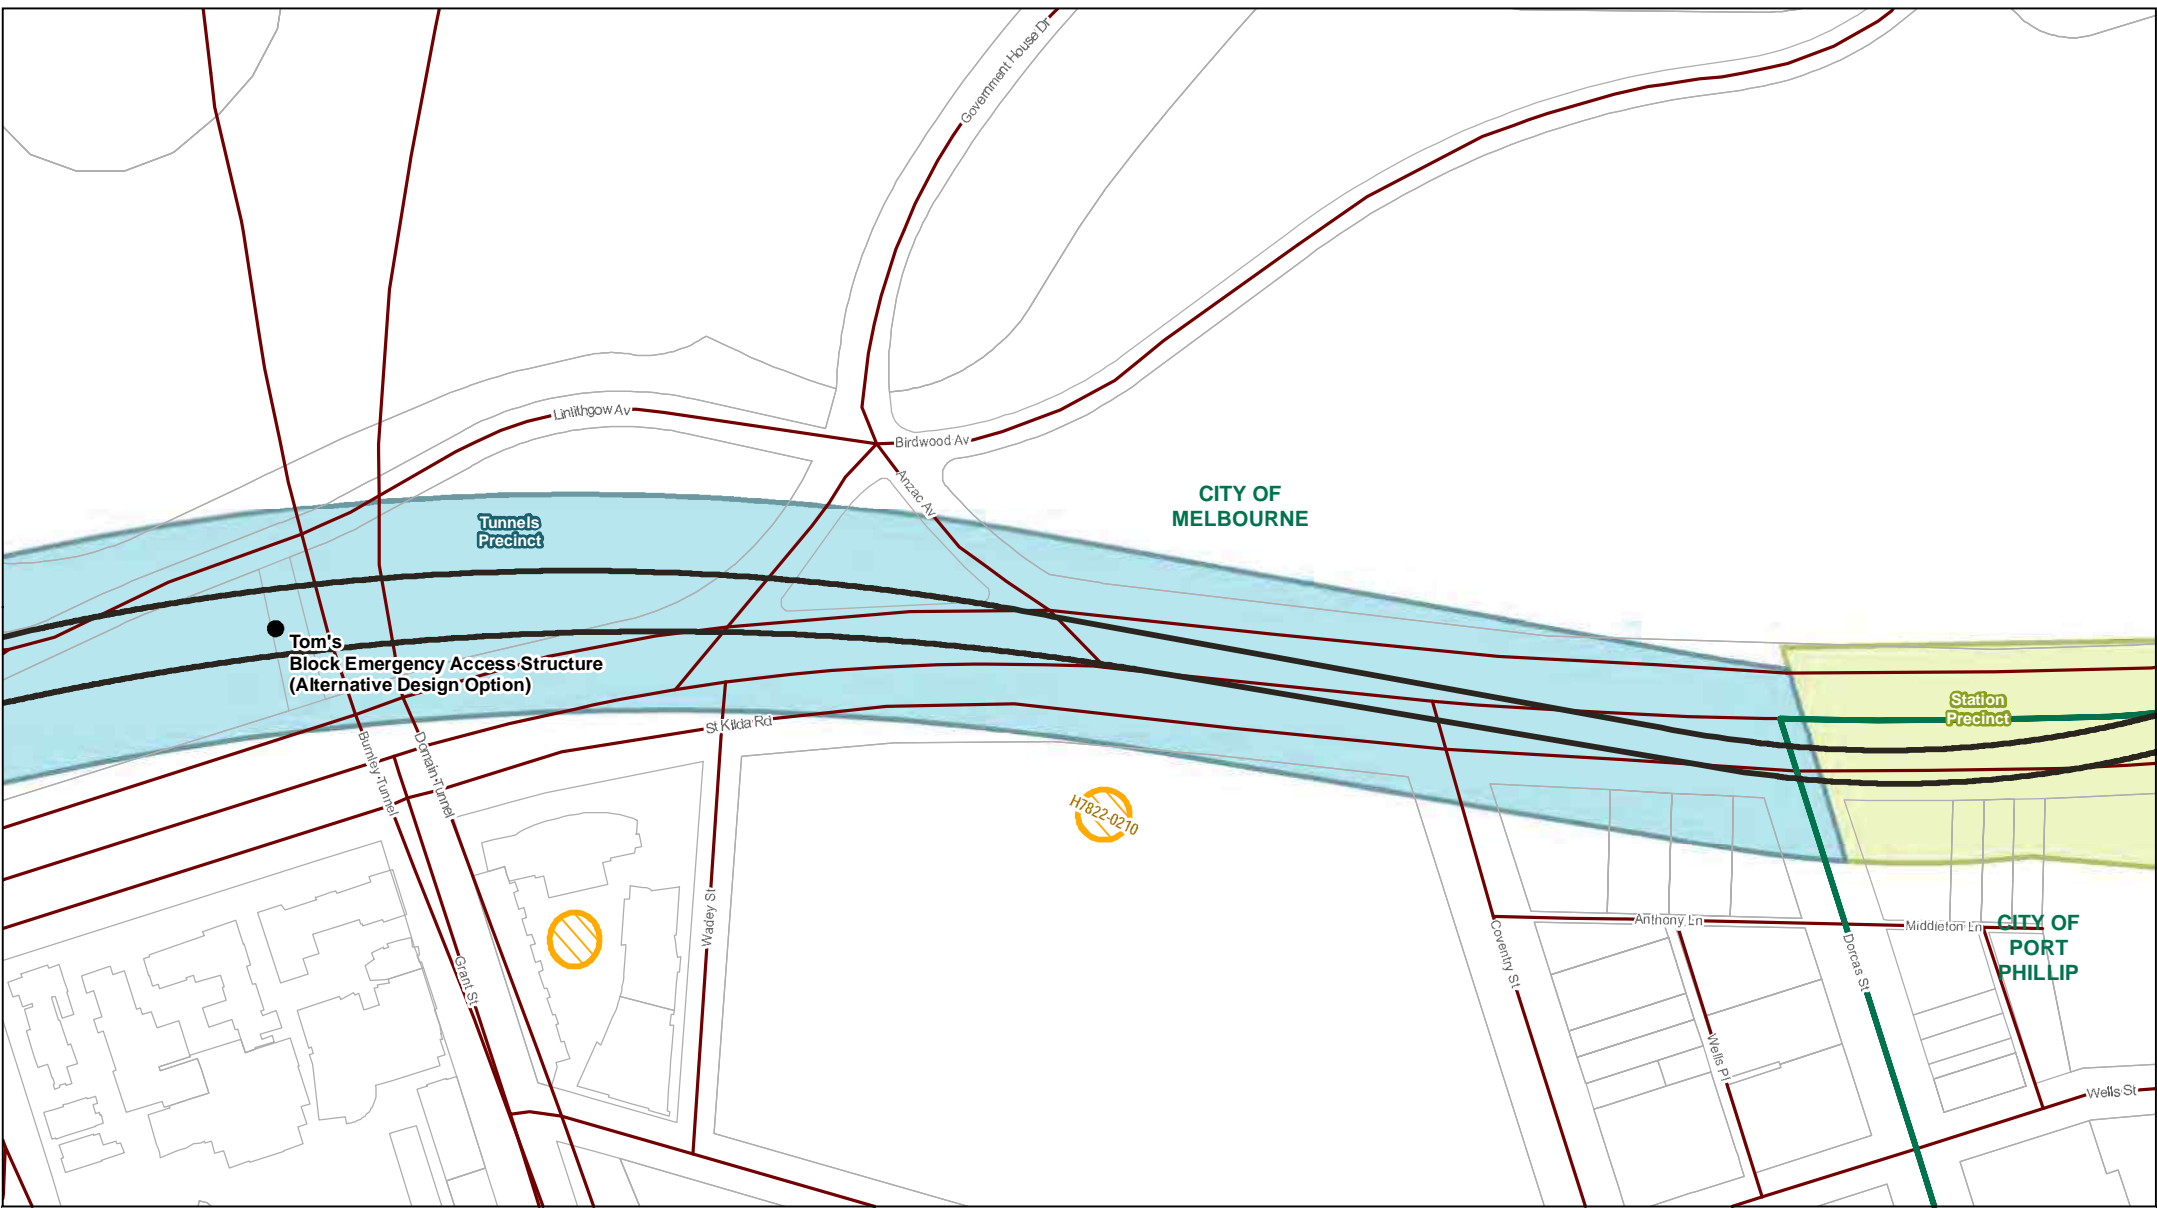 Government House Dr
Linlithgow Av
Birdwood Av
Anzac Av
CITY OF
MELBOURNE
Tunnels
Precinct
Tom's
Block Emergency Access Structure
(Alternative Design Option)
Station
Precinct
St Kilda Rd
Burnley Tunnel
Domain Tunnel
H7822-0210
Wadey St
Grant St
Coventry St
Anthony Ln
Middleton Ln
CITY OF
PORT
PHILLIP
Dorcas St
Wells Pl
Wells St